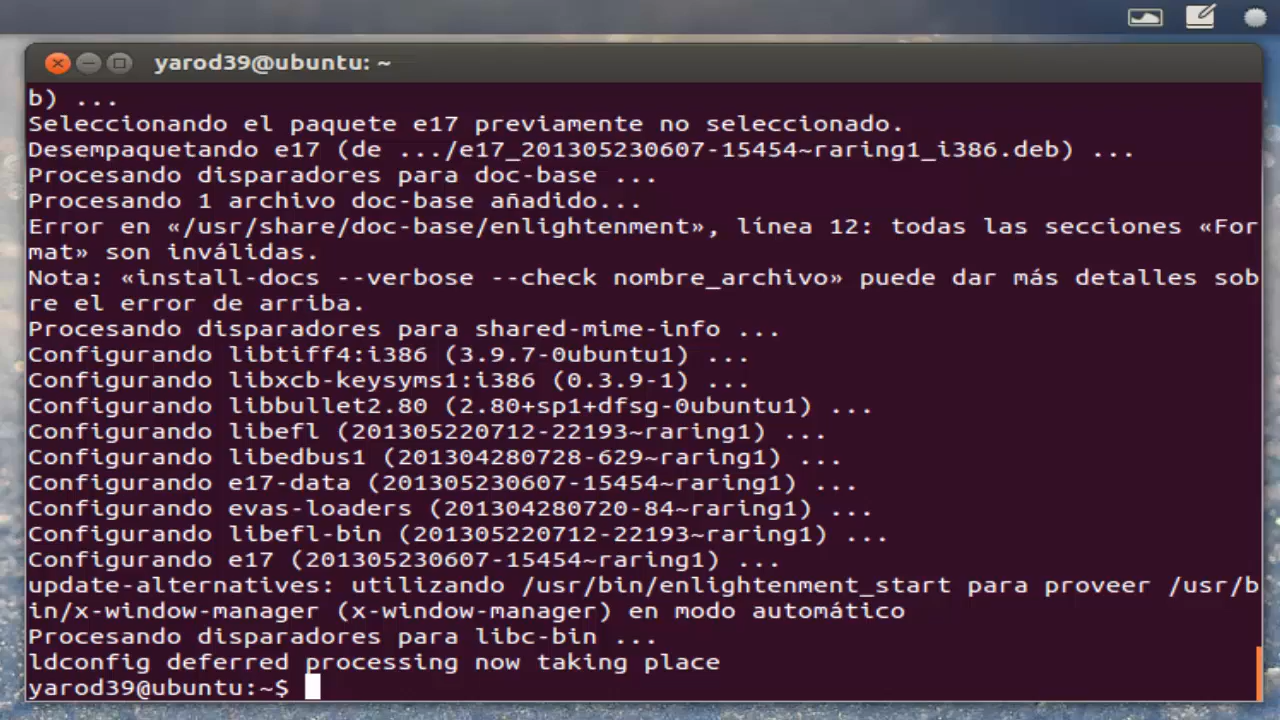 yarod39@ubuntu: ~
b) ...
Seleccionando el paquete e17 previamente no seleccionado.
Desempaquetando e17 (de .../e17_201305230607-15454~raring1_i386.deb) ...
Procesando disparadores para doc-base ...
Procesando 1 archivo doc-base añadido...
Error en «/usr/share/doc-base/enlightenment», línea 12: todas las secciones «For
mat» son inválidas.
Nota: «install-docs --verbose --check nombre_archivo» puede dar más detalles sob
re el error de arriba.
Procesando disparadores para shared-mime-info ...
Configurando libtiff4:i386 (3.9.7-0ubuntu1) ...
Configurando libxcb-keysyms1:i386 (0.3.9-1) ...
Configurando libbullet2.80 (2.80+sp1+dfsg-0ubuntu1) ...
Configurando libefl (201305220712-22193~raring1) ...
Configurando libedbus1 (201304280728-629~raring1) ...
Configurando e17-data (201305230607-15454~raring1) ...
Configurando evas-loaders (201304280720-84~raring1) ...
Configurando libefl-bin (201305220712-22193~raring1) ...
Configurando e17 (201305230607-15454~raring1) ...
update-alternatives: utilizando /usr/bin/enlightenment_start para proveer /usr/b
in/x-window-manager (x-window-manager) en modo automático
Procesando disparadores para libc-bin ...
ldconfig deferred processing now taking place
yarod39@ubuntu:~$